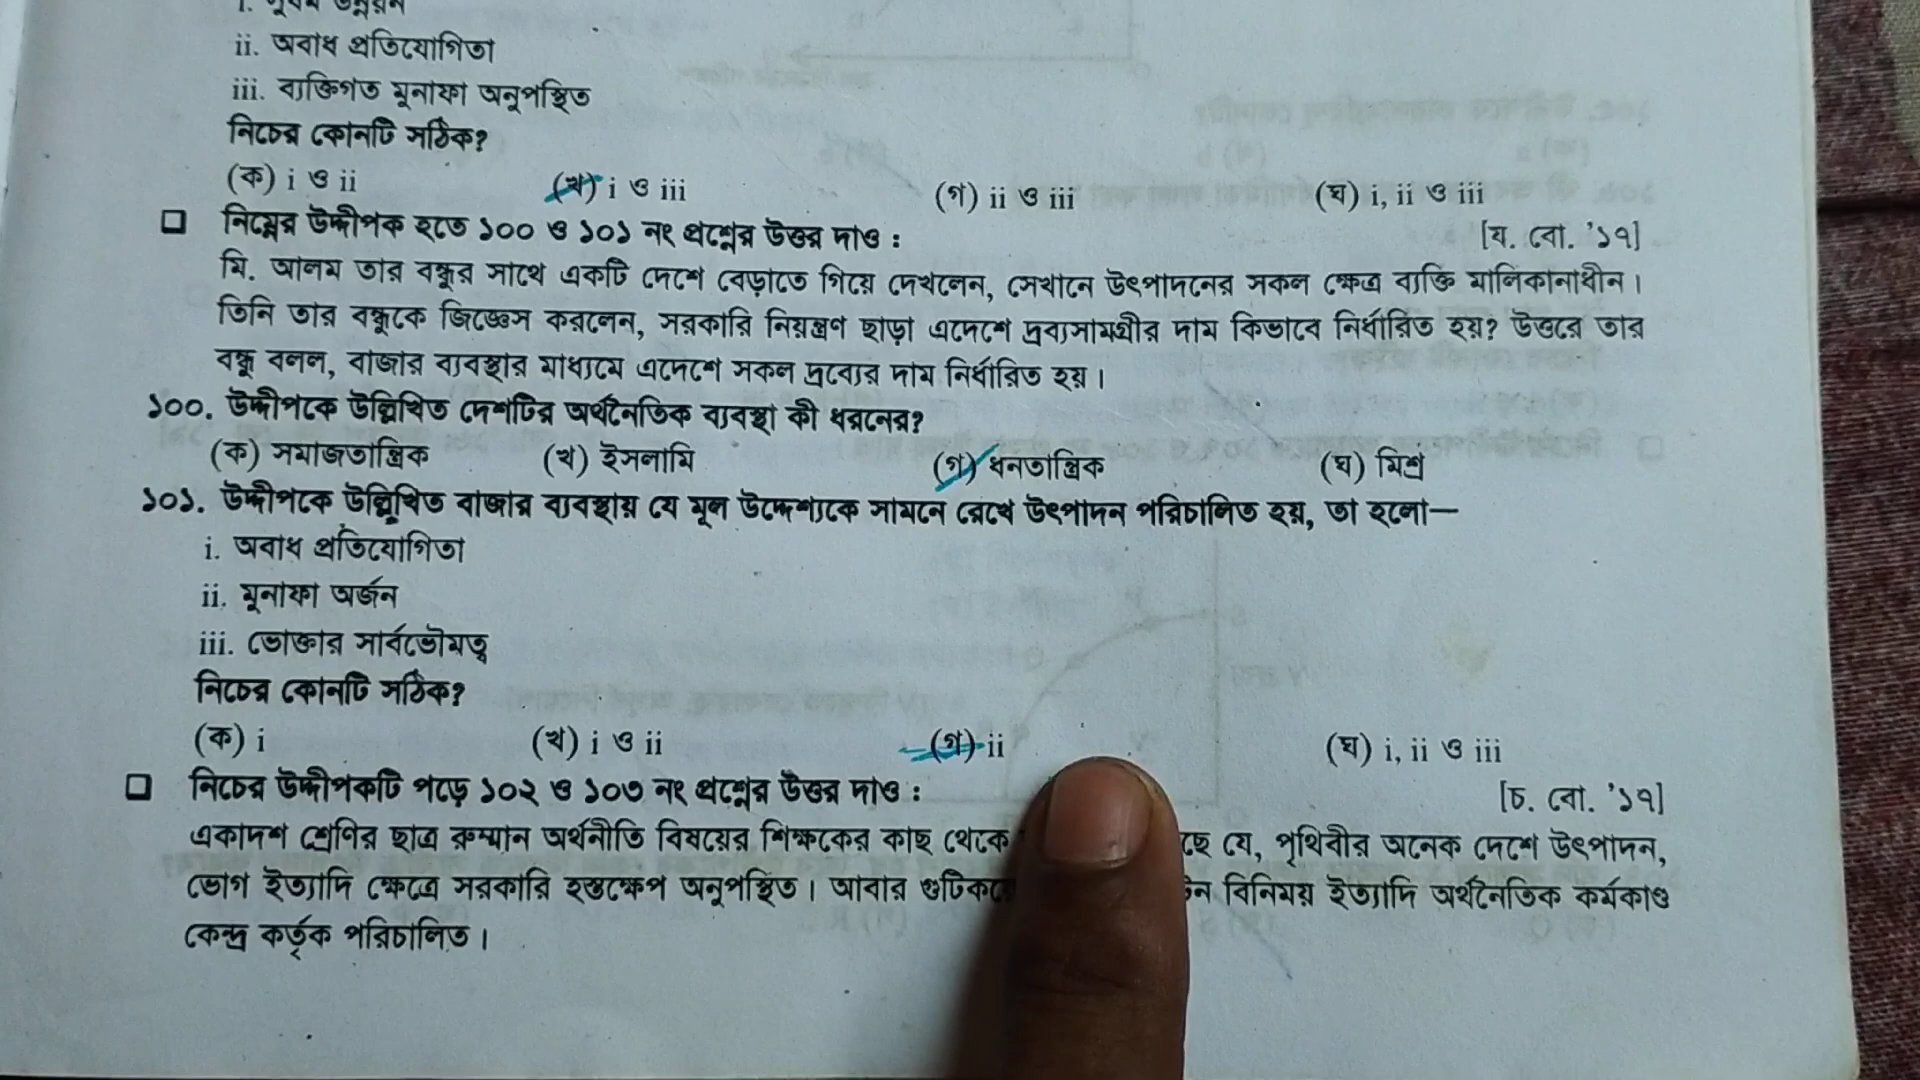 ii. অবাধ প্রতিযোগিতা
iii. ব্যক্তিগত মুনাফা অনুপস্থিত
নিচের কোনটি সঠিক?
(ক) i ও ii (খ) i ও iii (গ) ii ও iii (ঘ) i, ii ও iii
❑ নিম্নের উদ্দীপক হতে ১০০ ও ১০১ নং প্রশ্নের উত্তর দাও : [য. বো. '১৭]
মি. আলম তার বন্ধুর সাথে একটি দেশে বেড়াতে গিয়ে দেখলেন, সেখানে উৎপাদনের সকল ক্ষেত্র ব্যক্তি মালিকানাধীন।
তিনি তার বন্ধুকে জিজ্ঞেস করলেন, সরকারি নিয়ন্ত্রণ ছাড়া এদেশে দ্রব্যসামগ্রীর দাম কিভাবে নির্ধারিত হয়? উত্তরে তার
বন্ধু বলল, বাজার ব্যবস্থার মাধ্যমে এদেশে সকল দ্রব্যের দাম নির্ধারিত হয়।
১০০. উদ্দীপকে উল্লিখিত দেশটির অর্থনৈতিক ব্যবস্থা কী ধরনের?
(ক) সমাজতান্ত্রিক (খ) ইসলামি (গ) ধনতান্ত্রিক (ঘ) মিশ্র
১০১. উদ্দীপকে উল্লিখিত বাজার ব্যবস্থায় যে মূল উদ্দেশ্যকে সামনে রেখে উৎপাদন পরিচালিত হয়, তা হলো—
i. অবাধ প্রতিযোগিতা
ii. মুনাফা অর্জন
iii. ভোক্তার সার্বভৌমত্ব
নিচের কোনটি সঠিক?
(ক) i (খ) i ও ii (গ) ii (ঘ) i, ii ও iii
❑ নিচের উদ্দীপকটি পড়ে ১০২ ও ১০৩ নং প্রশ্নের উত্তর দাও : [চ. বো. '১৭]
একাদশ শ্রেণির ছাত্র রুম্মান অর্থনীতি বিষয়ের শিক্ষকের কাছ থেকে যে, পৃথিবীর অনেক দেশে উৎপাদন,
ভোগ ইত্যাদি ক্ষেত্রে সরকারি হস্তক্ষেপ অনুপস্থিত। আবার বিনিময় ইত্যাদি অর্থনৈতিক কর্মকাণ্ড
কেন্দ্র কর্তৃক পরিচালিত।